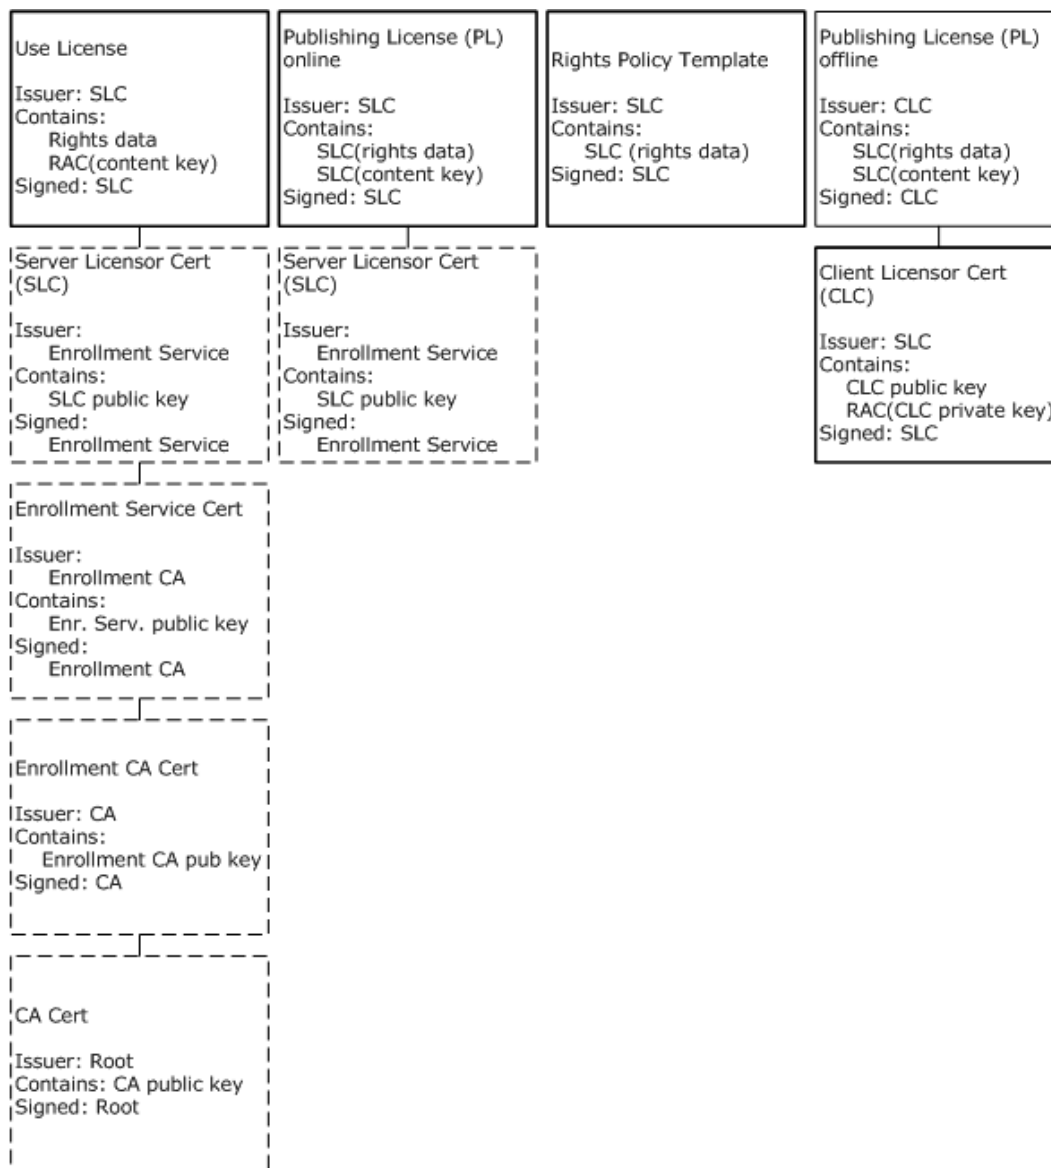 Use License
Issuer: SLC
Contains:
Rights data
RAC(content key)
Signed: SLC
Publishing License (PL)
online
Issuer: SLC
Contains:
SLC(rights data)
SLC(content key)
Signed: SLC
Rights Policy Template
Issuer: SLC
Contains:
SLC (rights data)
Signed: SLC
Publishing License (PL)
offline
Issuer: CLC
Contains:
SLC(rights data)
SLC(content key)
Signed: CLC
Server Licensor Cert
(SLC)
Issuer:
Enrollment Service
Contains:
SLC public key
Signed:
Enrollment Service
Server Licensor Cert
(SLC)
Issuer:
Enrollment Service
Contains:
SLC public key
Signed:
Enrollment Service
Client Licensor Cert
(CLC)
Issuer: SLC
Contains:
CLC public key
RAC(CLC private key)
Signed: SLC
Enrollment Service Cert
Issuer:
Enrollment CA
Contains:
Enr. Serv. public key
Signed:
Enrollment CA
Enrollment CA Cert
Issuer: CA
Contains:
Enrollment CA pub key
Signed: CA
CA Cert
Issuer: Root
Contains: CA public key
Signed: Root